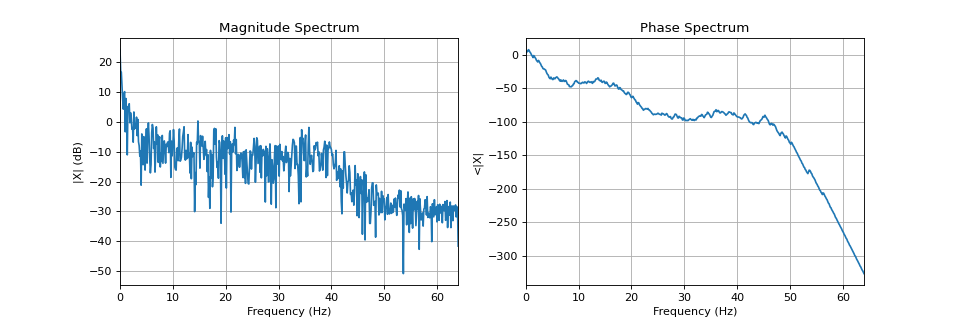 Magnitude Spectrum
|X| (dB)
20
10
0
−10
−20
−30
−40
−50
0 10 20 30 40 50 60
Frequency (Hz)
Phase Spectrum
<|X|
0
−50
−100
−150
−200
−250
−300
0 10 20 30 40 50 60
Frequency (Hz)